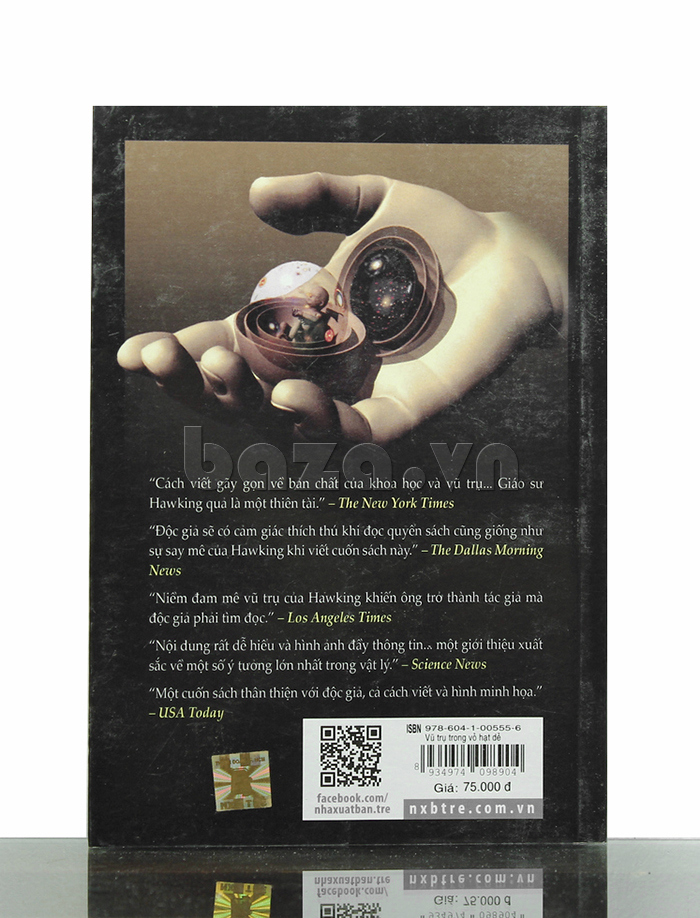 baza.vn
“Cách viết gãy gọn về bản chất của khoa học và vũ trụ... Giáo sư
Hawking quả là một thiên tài.” – The New York Times
“Độc giả sẽ có cảm giác thích thú khi đọc quyển sách cũng giống như
sự say mê của Hawking khi viết cuốn sách này.” – The Dallas Morning
News
“Niềm đam mê vũ trụ của Hawking khiến ông trở thành tác giả mà
độc giả phải tìm đọc.” – Los Angeles Times
“Nội dung rất dễ hiểu và hình ảnh đầy thông tin... một giới thiệu xuất
sắc về một số ý tưởng lớn nhất trong vật lý.” – Science News
“Một cuốn sách thân thiện với độc giả, cả cách viết và hình minh họa.”
– USA Today
ISBN 978-604-1-00555-6
Vũ trụ trong vỏ hạt dẻ
8 934974 098904
Giá: 75.000 đ
facebook.com/
nhaxuatban.tre
nxbtre.com.vn